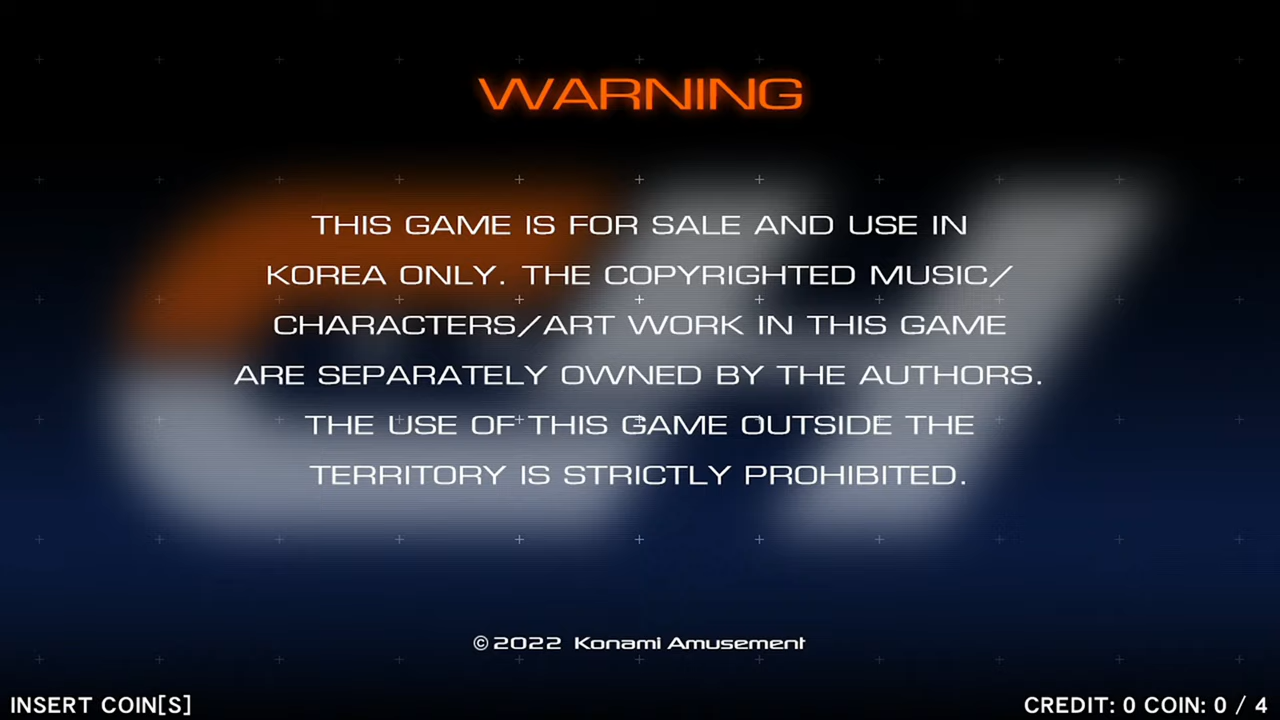 WARNING
THIS GAME IS FOR SALE AND USE IN
KOREA ONLY. THE COPYRIGHTED MUSIC/
CHARACTERS/ART WORK IN THIS GAME
ARE SEPARATELY OWNED BY THE AUTHORS.
THE USE OF THIS GAME OUTSIDE THE
TERRITORY IS STRICTLY PROHIBITED.
©2022 Konami Amusement
INSERT COIN[S]
CREDIT: 0 COIN: 0 / 4